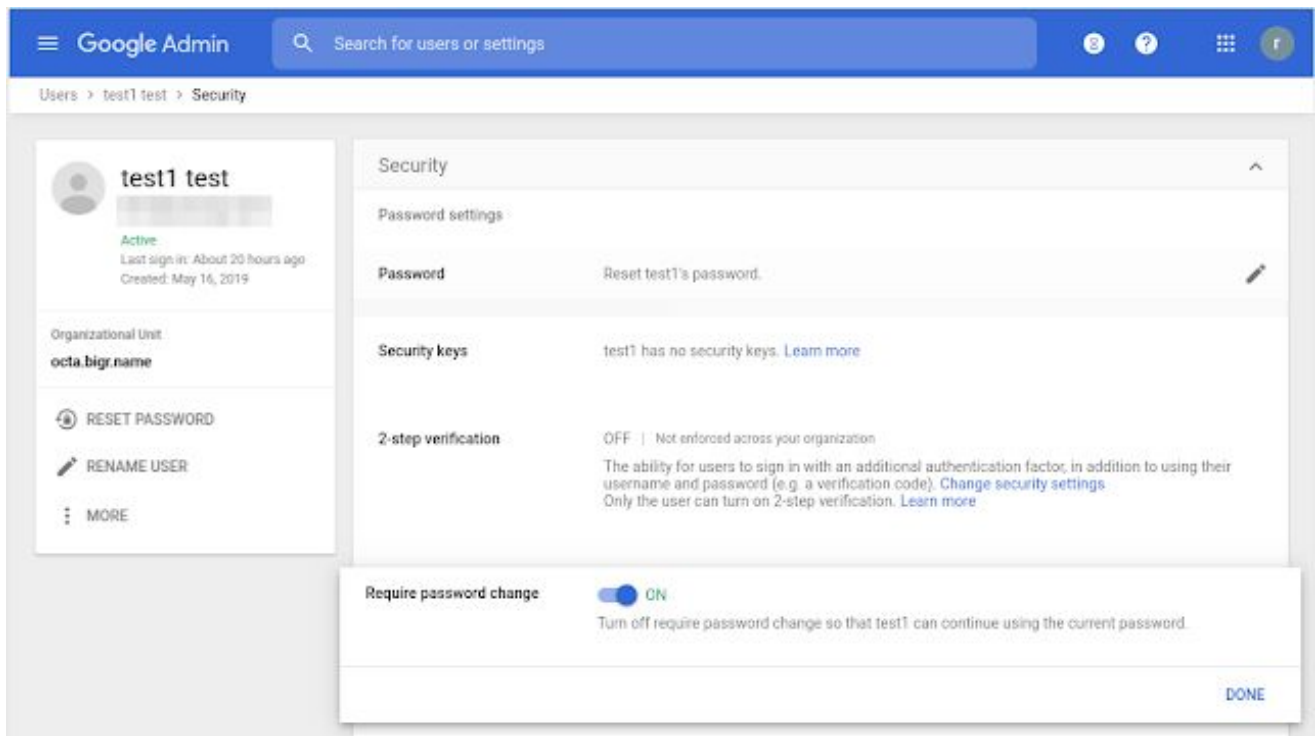 Google Admin
Search for users or settings
r
Users > test1 test > Security
test1 test
Active
Last sign in: About 20 hours ago
Created: May 16, 2019
Organizational Unit
octa.bigr.name
RESET PASSWORD
RENAME USER
MORE
Security
Password settings
Password
Reset test1's password.
Security keys
test1 has no security keys. Learn more
2-step verification
OFF | Not enforced across your organization
The ability for users to sign in with an additional authentication factor, in addition to using their
username and password (e.g. a verification code). Change security settings
Only the user can turn on 2-step verification. Learn more
Require password change
ON
Turn off require password change so that test1 can continue using the current password.
DONE